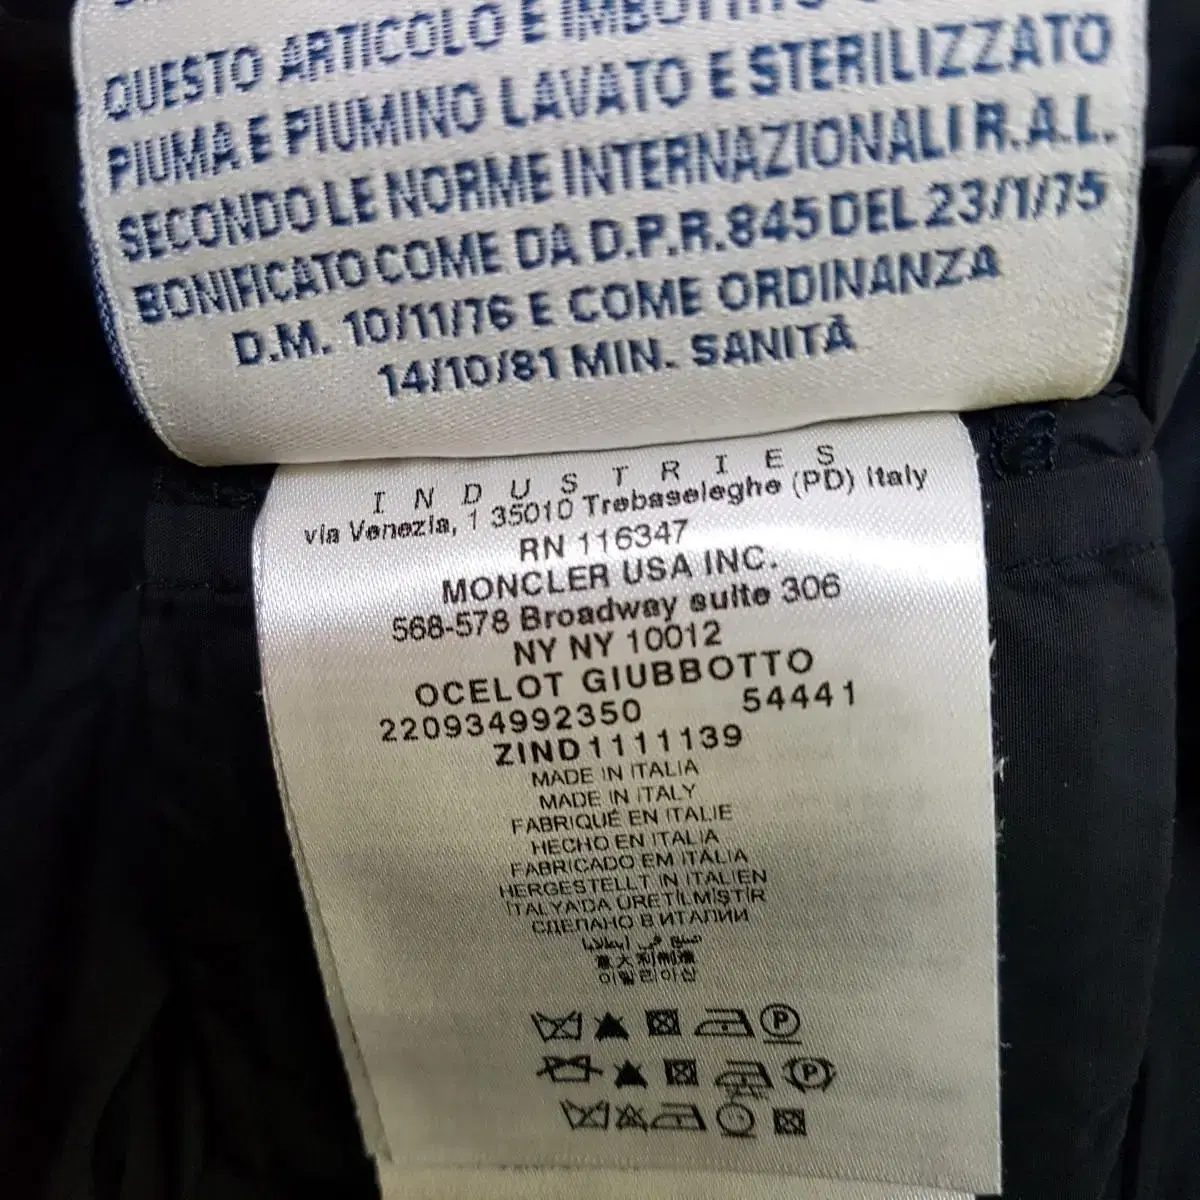 QUESTO ARTICOLO E IMBOTTITO
PIUMA E PIUMINO LAVATO E STERILIZZATO
SECONDO LE NORME INTERNAZIONALI R.A.L.
BONIFICATO COME DA D.P.R. 845 DEL 23/1/75
D.M. 10/11/76 E COME ORDINANZA
14/10/81 MIN. SANITÀ
INDUSTRIES
via Venezia, 1 35010 Trebaseleghe (PD) Italy
RN 116347
MONCLER USA INC.
568-578 Broadway suite 306
NY NY 10012
OCELOT GIUBBOTTO
220934992350 54441
ZIND1111139
MADE IN ITALIA
MADE IN ITALY
FABRIQUÉ EN ITALIE
HECHO EN ITALIA
FABRICADO EM ITÁLIA
HERGESTELLT IN ITALIEN
İTALYA'DA ÜRETİLMİŞTİR
СДЕЛАНО В ИТАЛИИ
صنع في إيطاليا
意大利制造
이탈리아산
P
P